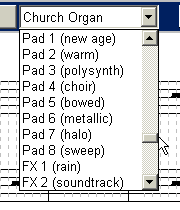 Church Organ
Pad 1 (new age)
Pad 2 (warm)
Pad 3 (polysynth)
Pad 4 (choir)
Pad 5 (bowed)
Pad 6 (metallic)
Pad 7 (halo)
Pad 8 (sweep)
FX 1 (rain)
FX 2 (soundtrack)